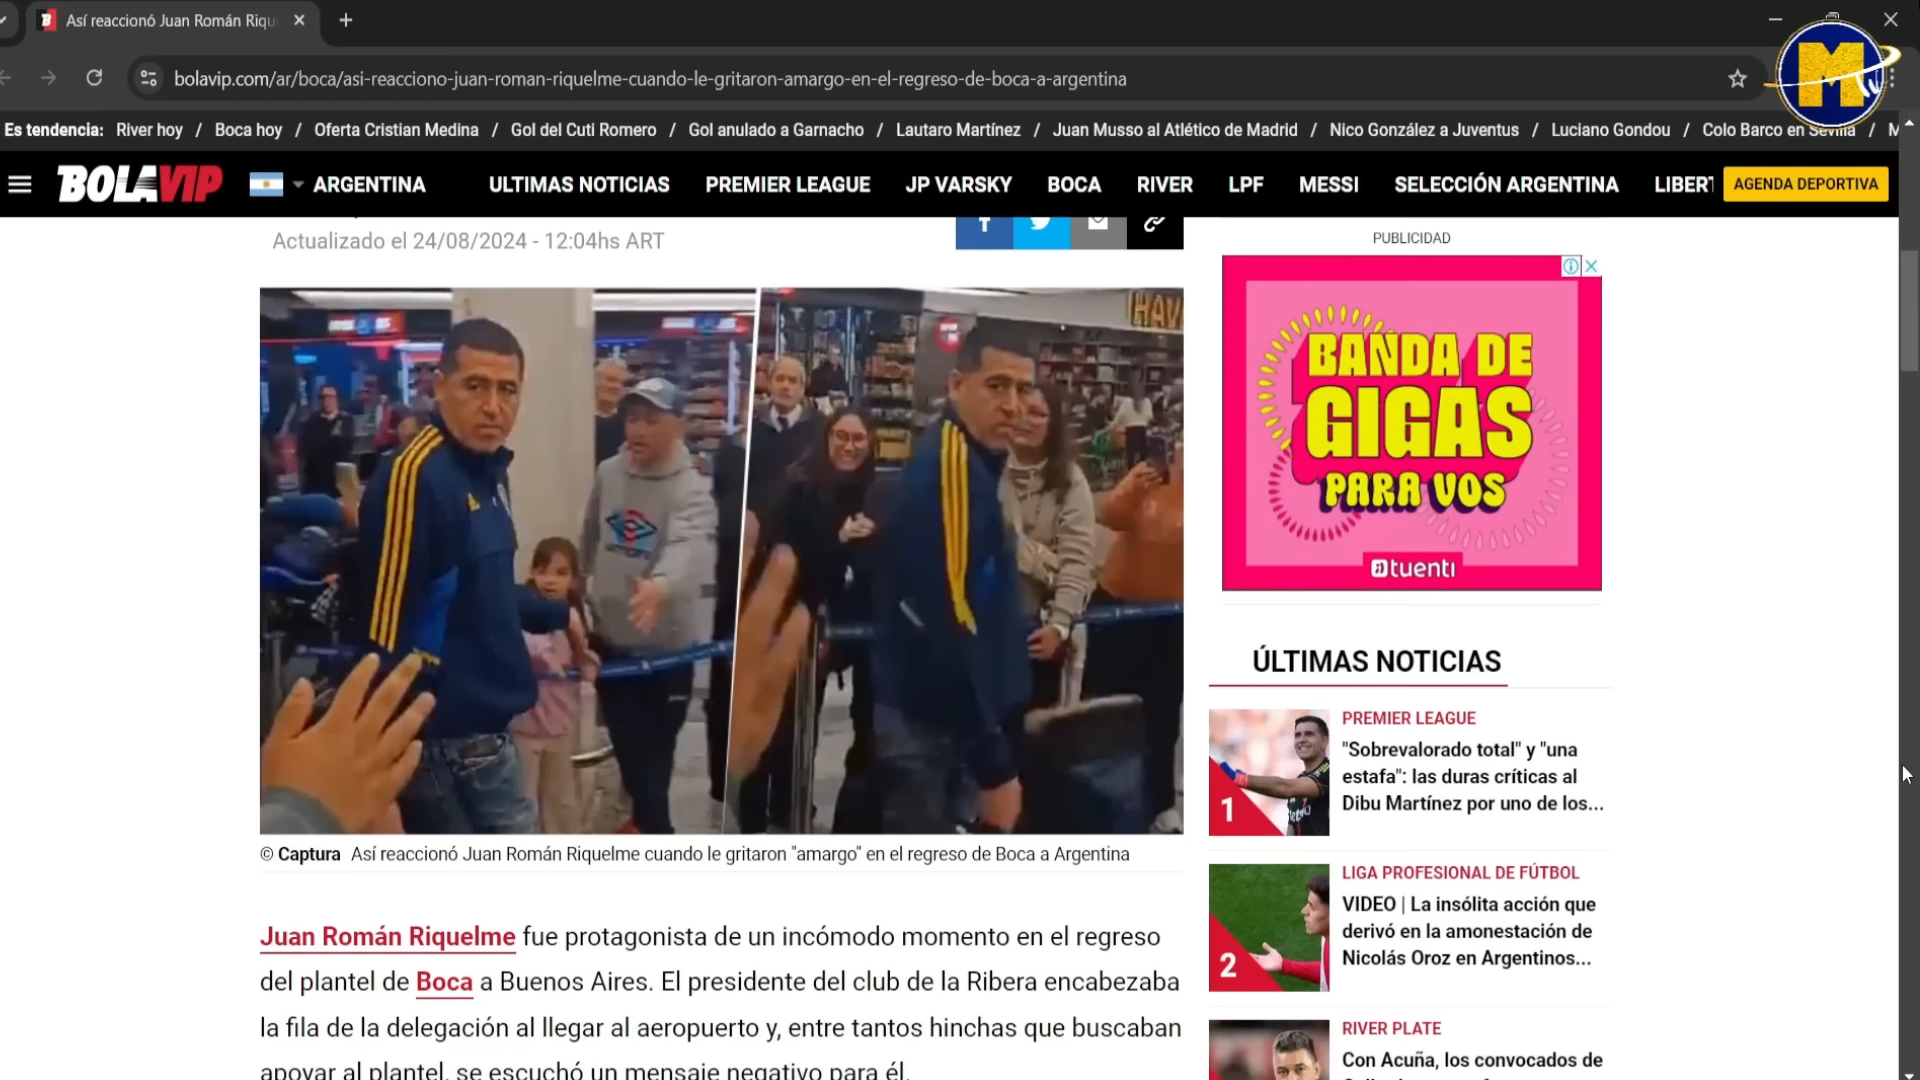 Así reaccionó Juan Román Riqu
bolavip.com/ar/boca/asi-reacciono-juan-roman-riquelme-cuando-le-gritaron-amargo-en-el-regreso-de-boca-a-argentina
Es tendencia: River hoy / Boca hoy / Oferta Cristian Medina / Gol del Cuti Romero / Gol anulado a Garnacho / Lautaro Martínez / Juan Musso al Atlético de Madrid / Nico González a Juventus / Luciano Gondou / Colo Barco en Sevilla / M
BOLAVIP ARGENTINA ULTIMAS NOTICIAS PREMIER LEAGUE JP VARSKY BOCA RIVER LPF MESSI SELECCIÓN ARGENTINA LIBERT AGENDA DEPORTIVA
Actualizado el 24/08/2024 - 12:04hs ART
PUBLICIDAD
BANDA DE
GIGAS
PARA VOS
tuenti
© Captura Así reaccionó Juan Román Riquelme cuando le gritaron "amargo" en el regreso de Boca a Argentina
Juan Román Riquelme fue protagonista de un incómodo momento en el regreso
del plantel de Boca a Buenos Aires. El presidente del club de la Ribera encabezaba
la fila de la delegación al llegar al aeropuerto y, entre tantos hinchas que buscaban
apoyar al plantel, se escuchó un mensaje negativo para él.
ÚLTIMAS NOTICIAS
1
PREMIER LEAGUE
"Sobrevalorado total" y "una
estafa": las duras críticas al
Dibu Martínez por uno de los...
2
LIGA PROFESIONAL DE FÚTBOL
VIDEO | La insólita acción que
derivó en la amonestación de
Nicolás Oroz en Argentinos...
RIVER PLATE
Con Acuña, los convocados de